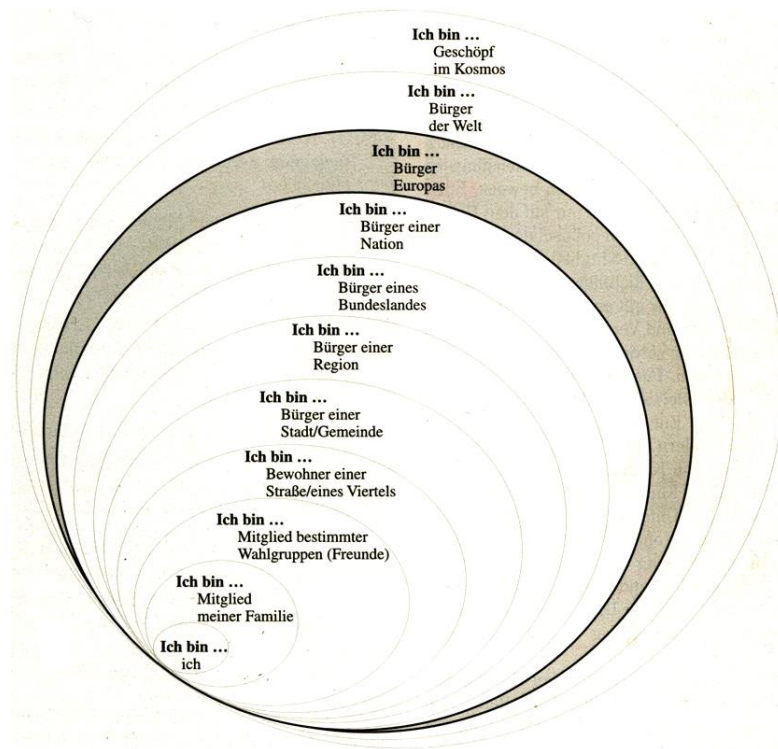 Ich bin …
Geschöpf
im Kosmos
Ich bin …
Bürger
der Welt
Ich bin …
Bürger
Europas
Ich bin …
Bürger einer
Nation
Ich bin …
Bürger eines
Bundeslandes
Ich bin …
Bürger einer
Region
Ich bin …
Bürger einer
Stadt/Gemeinde
Ich bin …
Bewohner einer
Straße/eines Viertels
Ich bin …
Mitglied bestimmter
Wahlgruppen (Freunde)
Ich bin …
Mitglied
meiner Familie
Ich bin …
ich